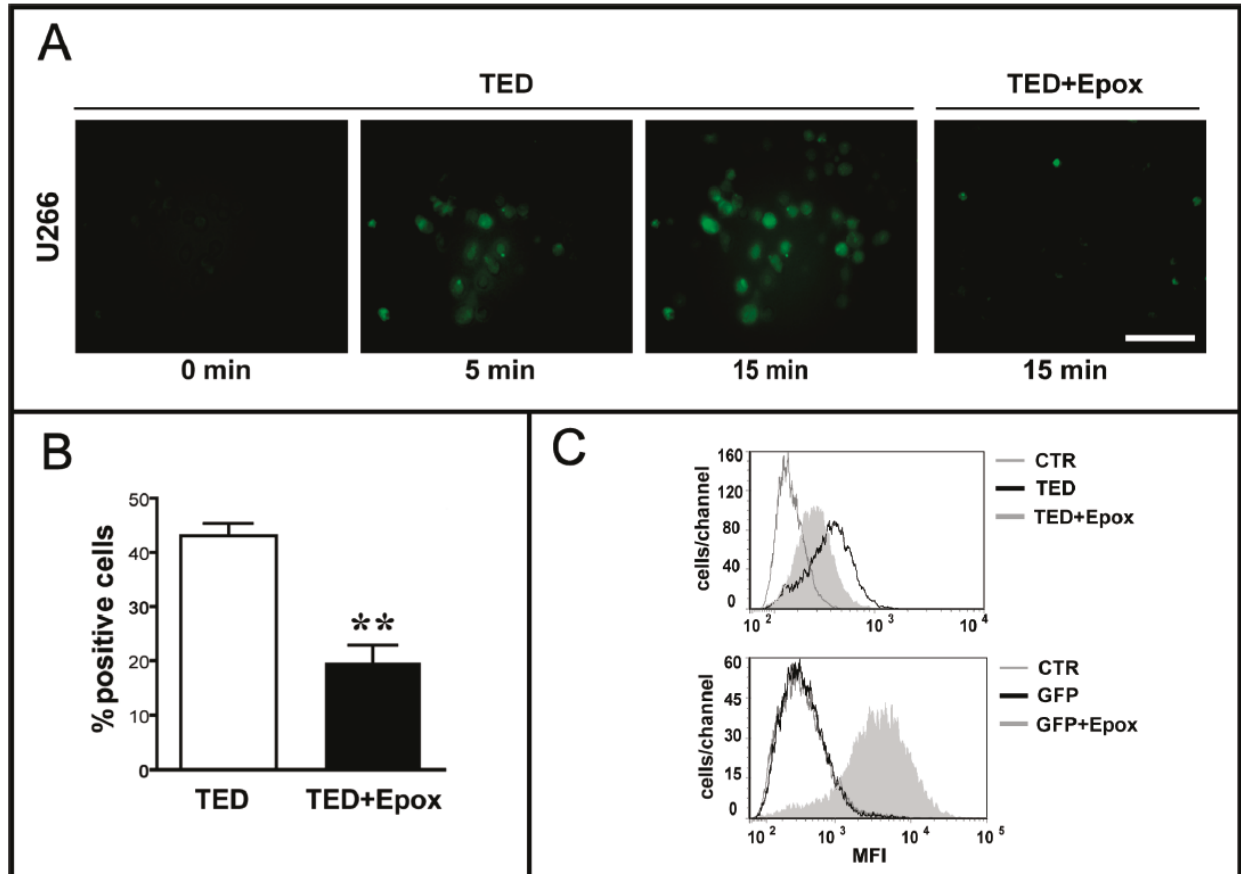 A
TED
TED+Epox
U266
0 min
5 min
15 min
15 min
B
% positive cells
50
40
30
20
10
0
**
TED
TED+Epox
C
cells/channel
160
120
80
40
0
10 2
10 3
10 4
CTR
TED
TED+Epox
cells/channel
60
45
30
15
0
10 2
10 3
10 4
10 5
MFI
CTR
GFP
GFP+Epox